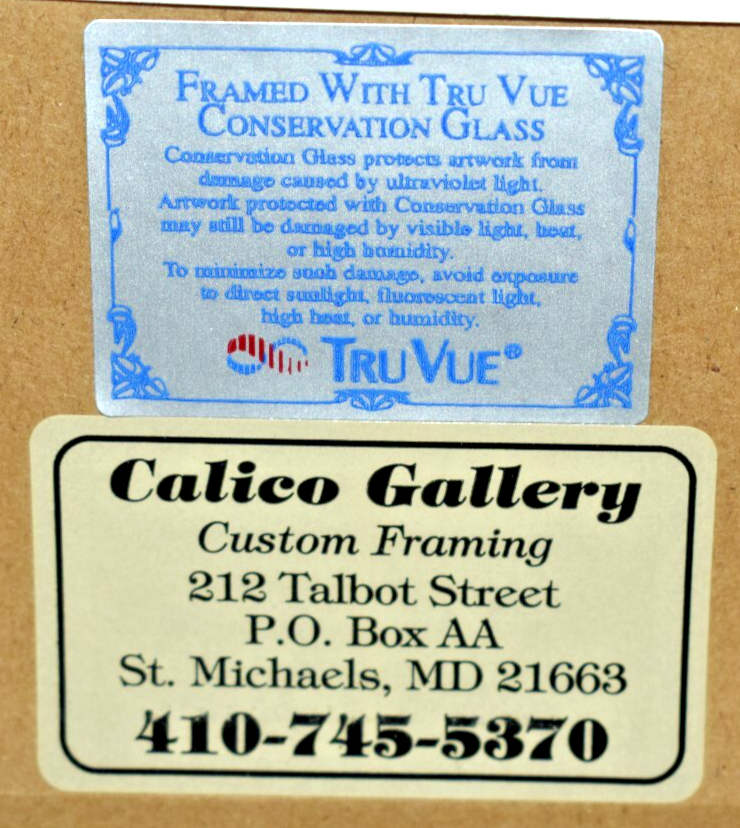 FRAMED WITH TRU VUE
CONSERVATION GLASS
Conservation Glass protects artwork from
damage caused by ultraviolet light.
Artwork protected with Conservation Glass
may still be damaged by visible light, heat,
or high humidity.
To minimize such damage, avoid exposure
to direct sunlight, fluorescent light,
high heat, or humidity.
TRU VUE®
Calico Gallery
Custom Framing
212 Talbot Street
P.O. Box AA
St. Michaels, MD 21663
410-745-5370